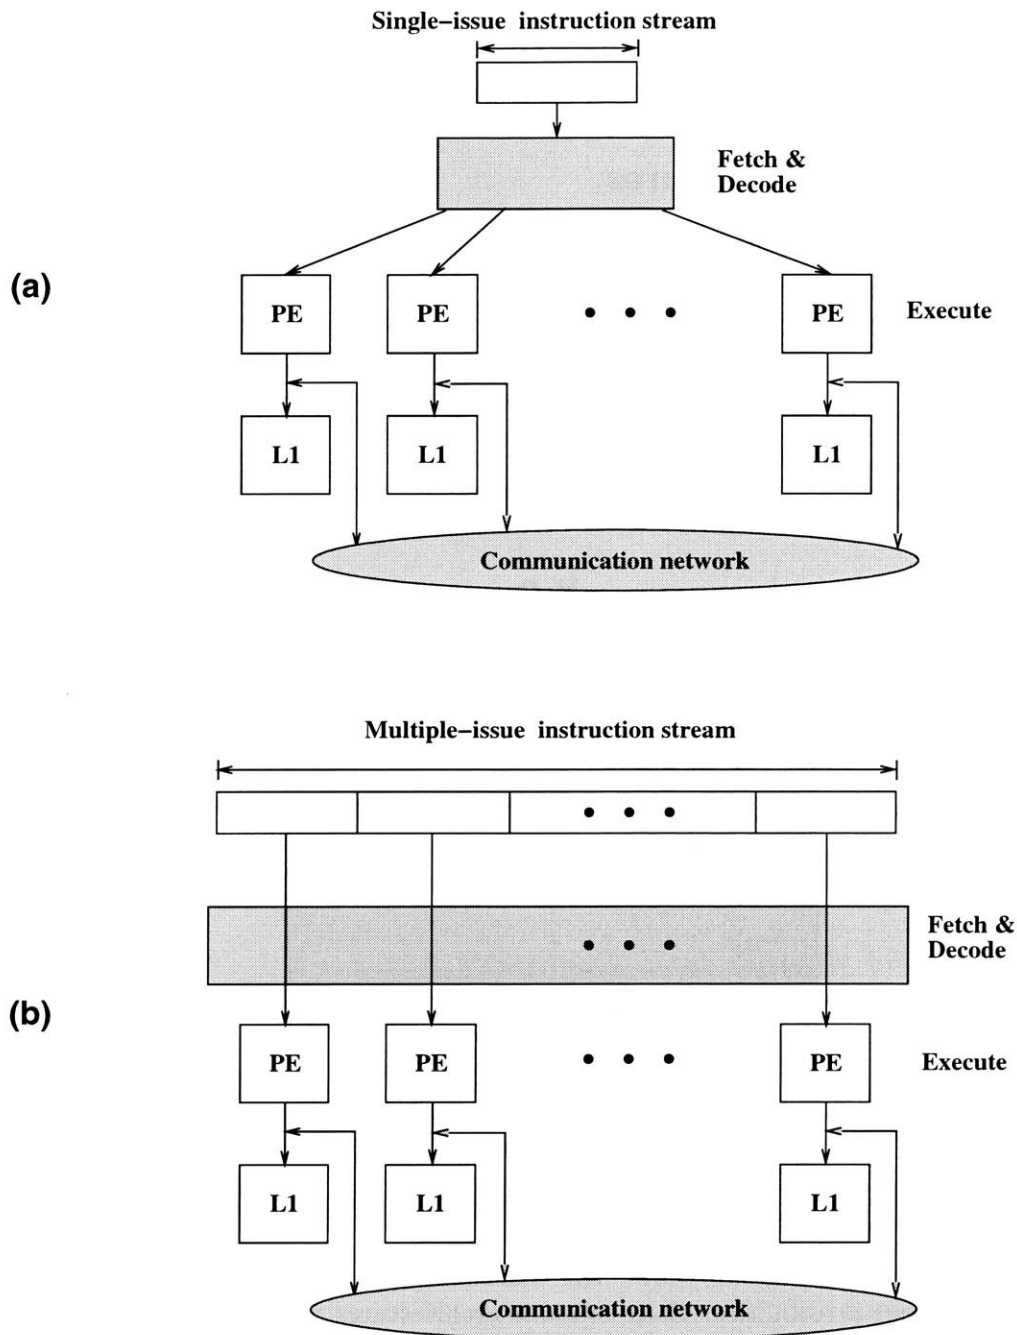 Single−issue instruction stream
Fetch &
Decode
(a)
PE
PE
PE
Execute
L1
L1
L1
Communication network
Multiple−issue instruction stream
Fetch &
Decode
(b)
PE
PE
PE
Execute
L1
L1
L1
Communication network